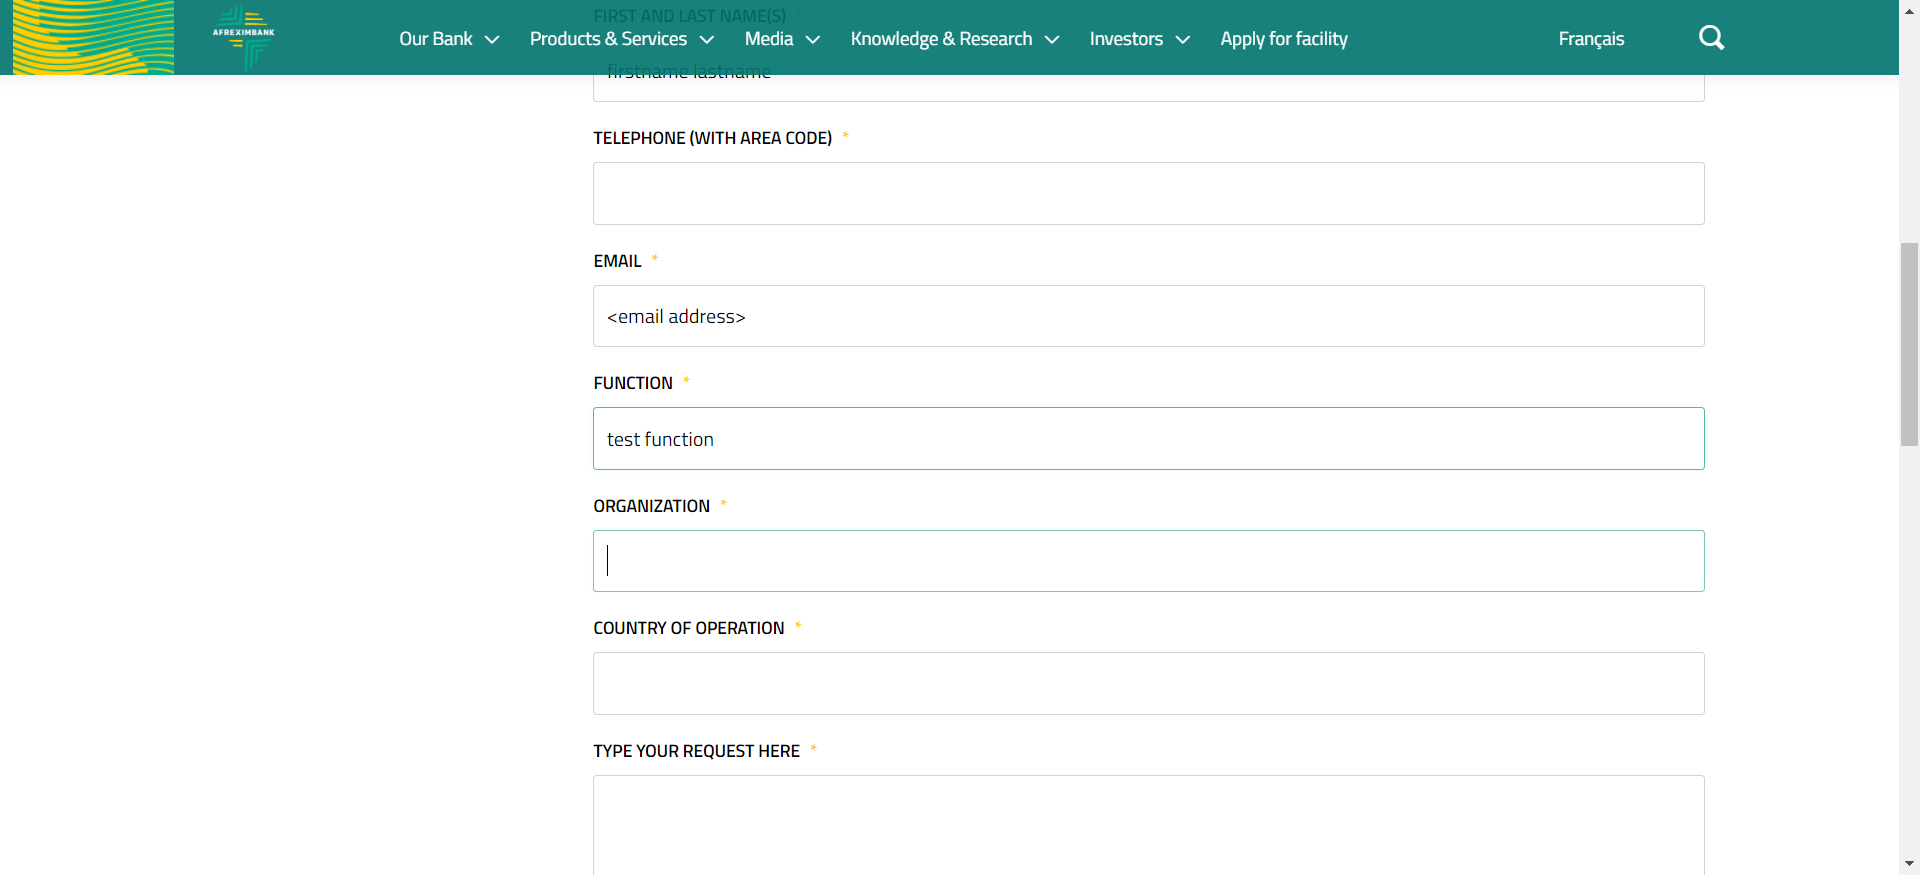 FIRST AND LAST NAME(S)
AFREXIMBANK
Our Bank Products & Services Media Knowledge & Research Investors Apply for facility Français
firstname lastname
TELEPHONE (WITH AREA CODE) *
EMAIL *
<email address>
FUNCTION *
test function
ORGANIZATION *
COUNTRY OF OPERATION *
TYPE YOUR REQUEST HERE *